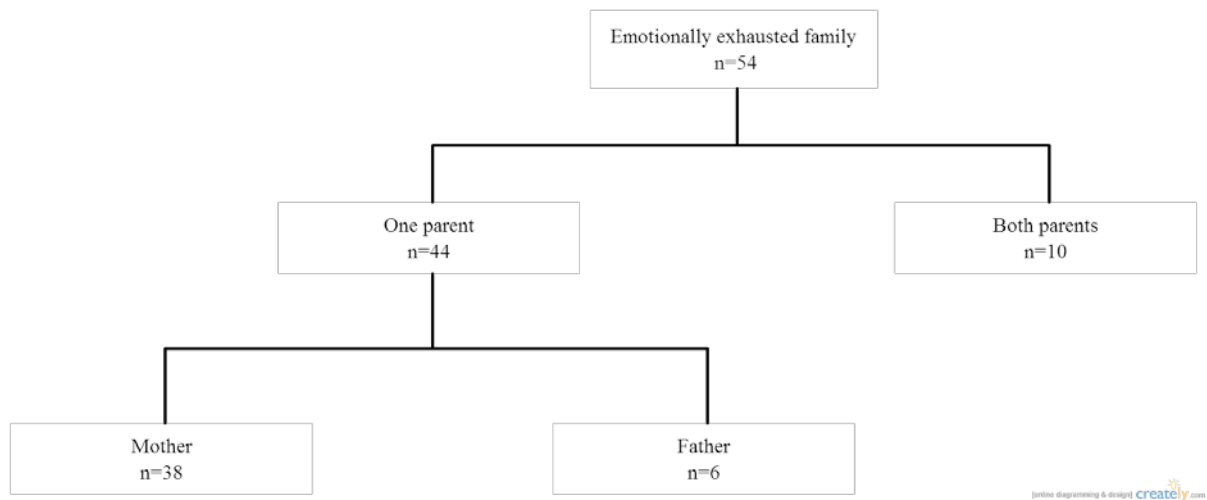 Emotionally exhausted family
n=54
One parent
n=44
Both parents
n=10
Mother
n=38
Father
n=6
[online diagramming & design] creately.com